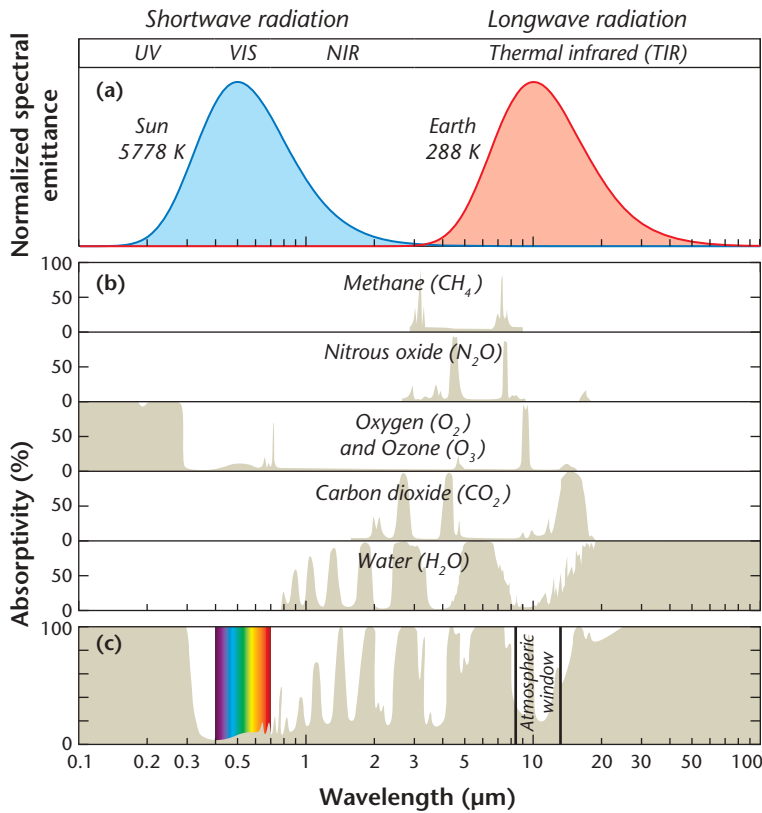 Shortwave radiation
Longwave radiation
UV
VIS
NIR
Thermal infrared (TIR)
Normalized spectral
emittance
(a)
Sun
5778 K
Earth
288 K
Absorptivity (%)
100
50
0
(b)
Methane (CH₄)
50
0
Nitrous oxide (N₂O)
50
0
Oxygen (O₂)
and Ozone (O₃)
50
0
Carbon dioxide (CO₂)
50
0
Water (H₂O)
100
0
(c)
Atmospheric
window
0.1 0.2 0.3 0.5 1 2 3 5 10 20 30 50 100
Wavelength (µm)